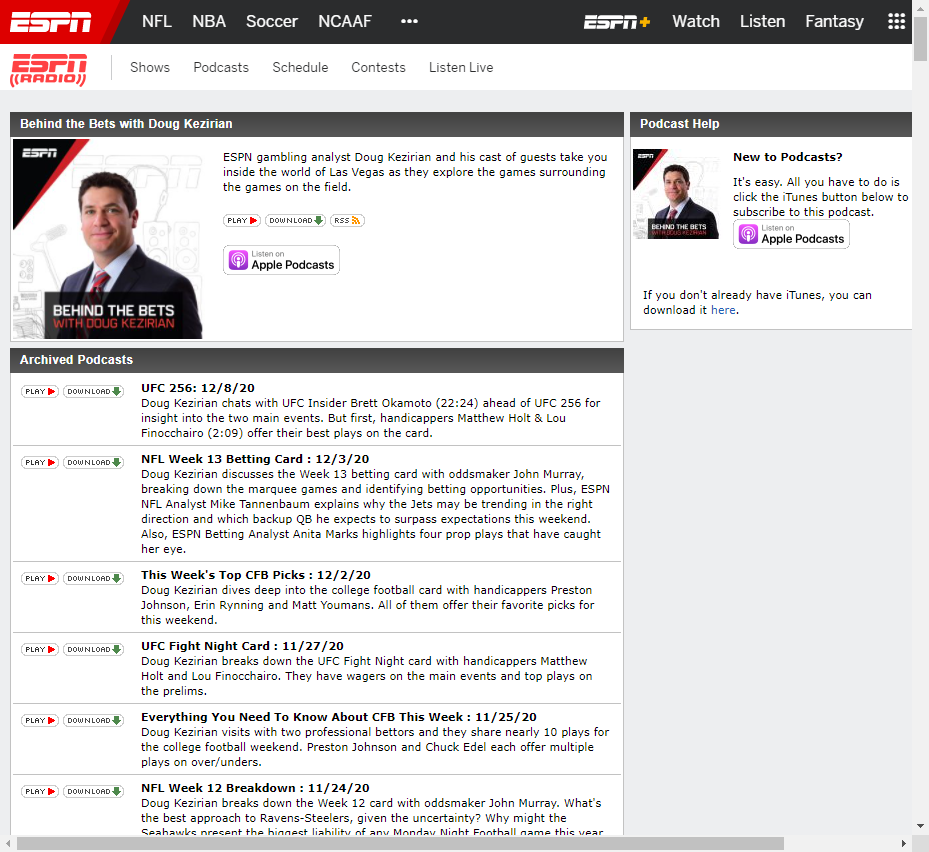 ESPN NFL NBA Soccer NCAAF ••• ESPN+ Watch Listen Fantasy
ESPN
((RADIO)) Shows Podcasts Schedule Contests Listen Live
Behind the Bets with Doug Kezirian
ESPN
ESPN gambling analyst Doug Kezirian and his cast of guests take you
inside the world of Las Vegas as they explore the games surrounding
the games on the field.
PLAY DOWNLOAD RSS
Listen on
Apple Podcasts
BEHIND THE BETS
WITH DOUG KEZIRIAN
Podcast Help
ESPN
BEHIND THE BETS
WITH DOUG KEZIRIAN
New to Podcasts?
It's easy. All you have to do is
click the iTunes button below to
subscribe to this podcast.
Listen on
Apple Podcasts
If you don't already have iTunes, you can
download it here.
Archived Podcasts
PLAY DOWNLOAD UFC 256: 12/8/20
Doug Kezirian chats with UFC Insider Brett Okamoto (22:24) ahead of UFC 256 for
insight into the two main events. But first, handicappers Matthew Holt & Lou
Finocchairo (2:09) offer their best plays on the card.
PLAY DOWNLOAD NFL Week 13 Betting Card : 12/3/20
Doug Kezirian discusses the Week 13 betting card with oddsmaker John Murray,
breaking down the marquee games and identifying betting opportunities. Plus, ESPN
NFL Analyst Mike Tannenbaum explains why the Jets may be trending in the right
direction and which backup QB he expects to surpass expectations this weekend.
Also, ESPN Betting Analyst Anita Marks highlights four prop plays that have caught
her eye.
PLAY DOWNLOAD This Week's Top CFB Picks : 12/2/20
Doug Kezirian dives deep into the college football card with handicappers Preston
Johnson, Erin Rynning and Matt Youmans. All of them offer their favorite picks for
this weekend.
PLAY DOWNLOAD UFC Fight Night Card : 11/27/20
Doug Kezirian breaks down the UFC Fight Night card with handicappers Matthew
Holt and Lou Finocchairo. They have wagers on the main events and top plays on
the prelims.
PLAY DOWNLOAD Everything You Need To Know About CFB This Week : 11/25/20
Doug Kezirian visits with two professional bettors and they share nearly 10 plays for
the college football weekend. Preston Johnson and Chuck Edel each offer multiple
plays on over/unders.
PLAY DOWNLOAD NFL Week 12 Breakdown : 11/24/20
Doug Kezirian breaks down the Week 12 card with oddsmaker John Murray. What's
the best approach to Ravens-Steelers, given the uncertainty? Why might the
Seahawks present the biggest liability of any Monday Night Football game this year